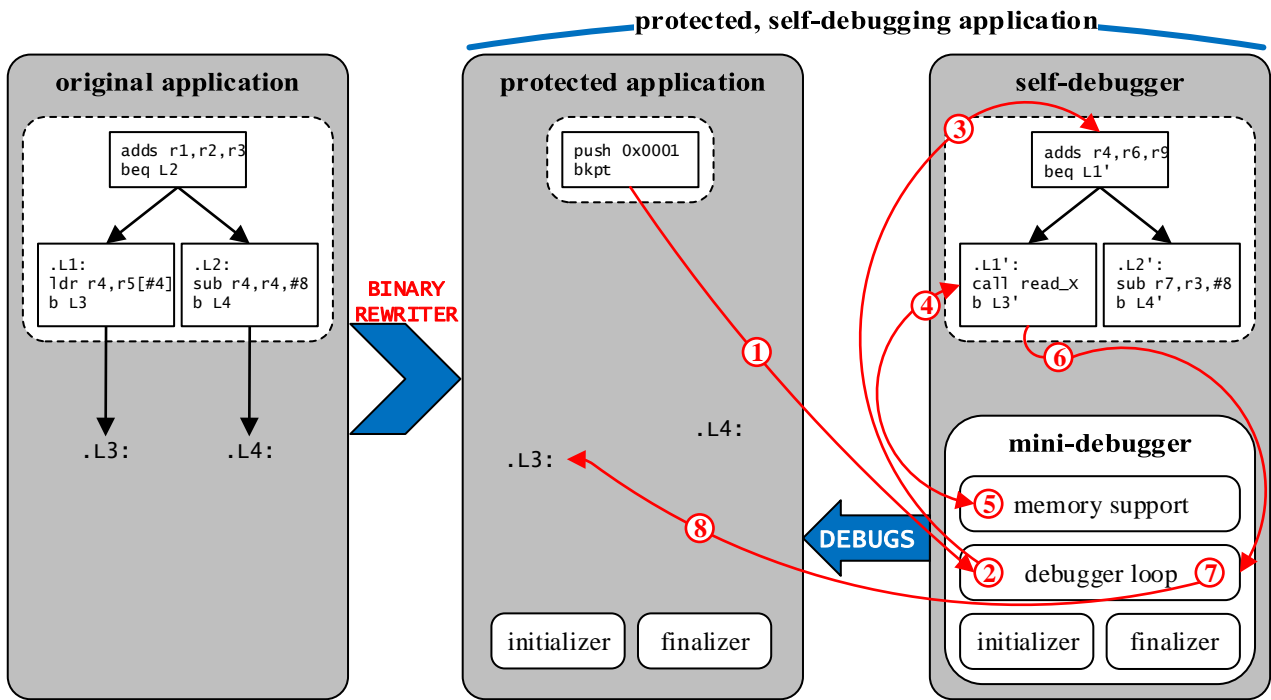 protected, self-debugging application
original application
adds r1,r2,r3
beq L2
.L1:
ldr r4,r5[#4]
b L3
.L2:
sub r4,r4,#8
b L4
.L3:
.L4:
BINARY
REWRITER
protected application
push 0x0001
bkpt
1
.L4:
.L3:
8
initializer
finalizer
DEBUGS
self-debugger
3
adds r4,r6,r9
beq L1'
.L1':
call read_x
b L3'
.L2':
sub r7,r3,#8
b L4'
4
6
mini-debugger
5 memory support
2 debugger loop 7
initializer
finalizer